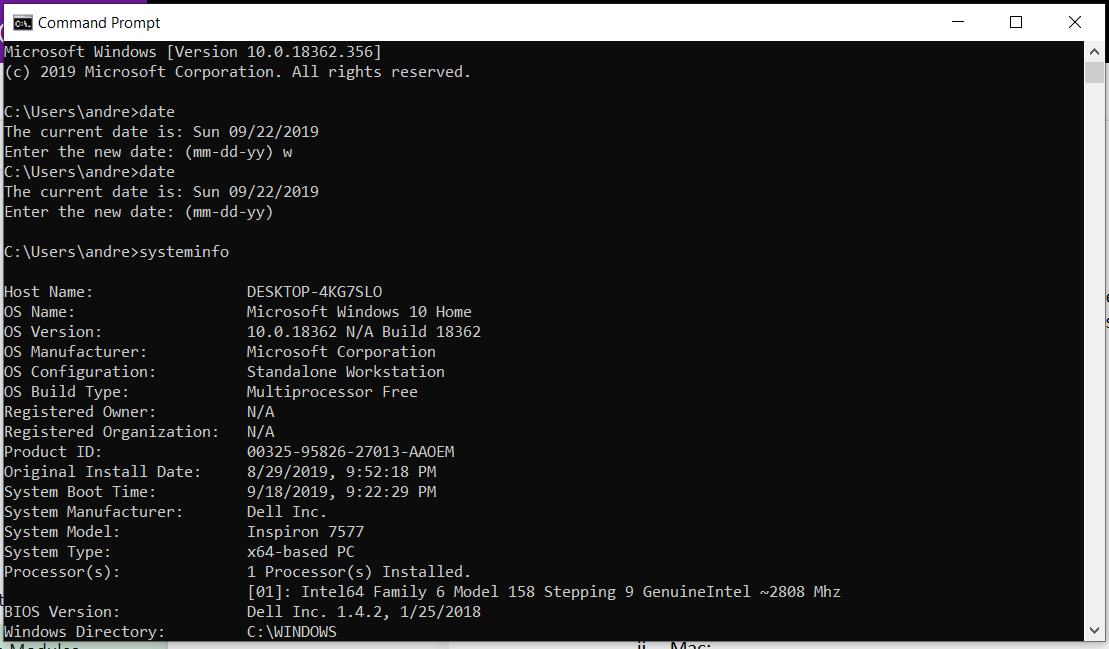 Command Prompt
Microsoft Windows [Version 10.0.18362.356]
(c) 2019 Microsoft Corporation. All rights reserved.
C:\Users\andre>date
The current date is: Sun 09/22/2019
Enter the new date: (mm-dd-yy) w
C:\Users\andre>date
The current date is: Sun 09/22/2019
Enter the new date: (mm-dd-yy)
C:\Users\andre>systeminfo
Host Name: DESKTOP-4KG7SLO
OS Name: Microsoft Windows 10 Home
OS Version: 10.0.18362 N/A Build 18362
OS Manufacturer: Microsoft Corporation
OS Configuration: Standalone Workstation
OS Build Type: Multiprocessor Free
Registered Owner: N/A
Registered Organization: N/A
Product ID: 00325-95826-27013-AAOEM
Original Install Date: 8/29/2019, 9:52:18 PM
System Boot Time: 9/18/2019, 9:22:29 PM
System Manufacturer: Dell Inc.
System Model: Inspiron 7577
System Type: x64-based PC
Processor(s): 1 Processor(s) Installed.
[01]: Intel64 Family 6 Model 158 Stepping 9 GenuineIntel ~2808 Mhz
BIOS Version: Dell Inc. 1.4.2, 1/25/2018
Windows Directory: C:\WINDOWS
Modules ii. Mac: